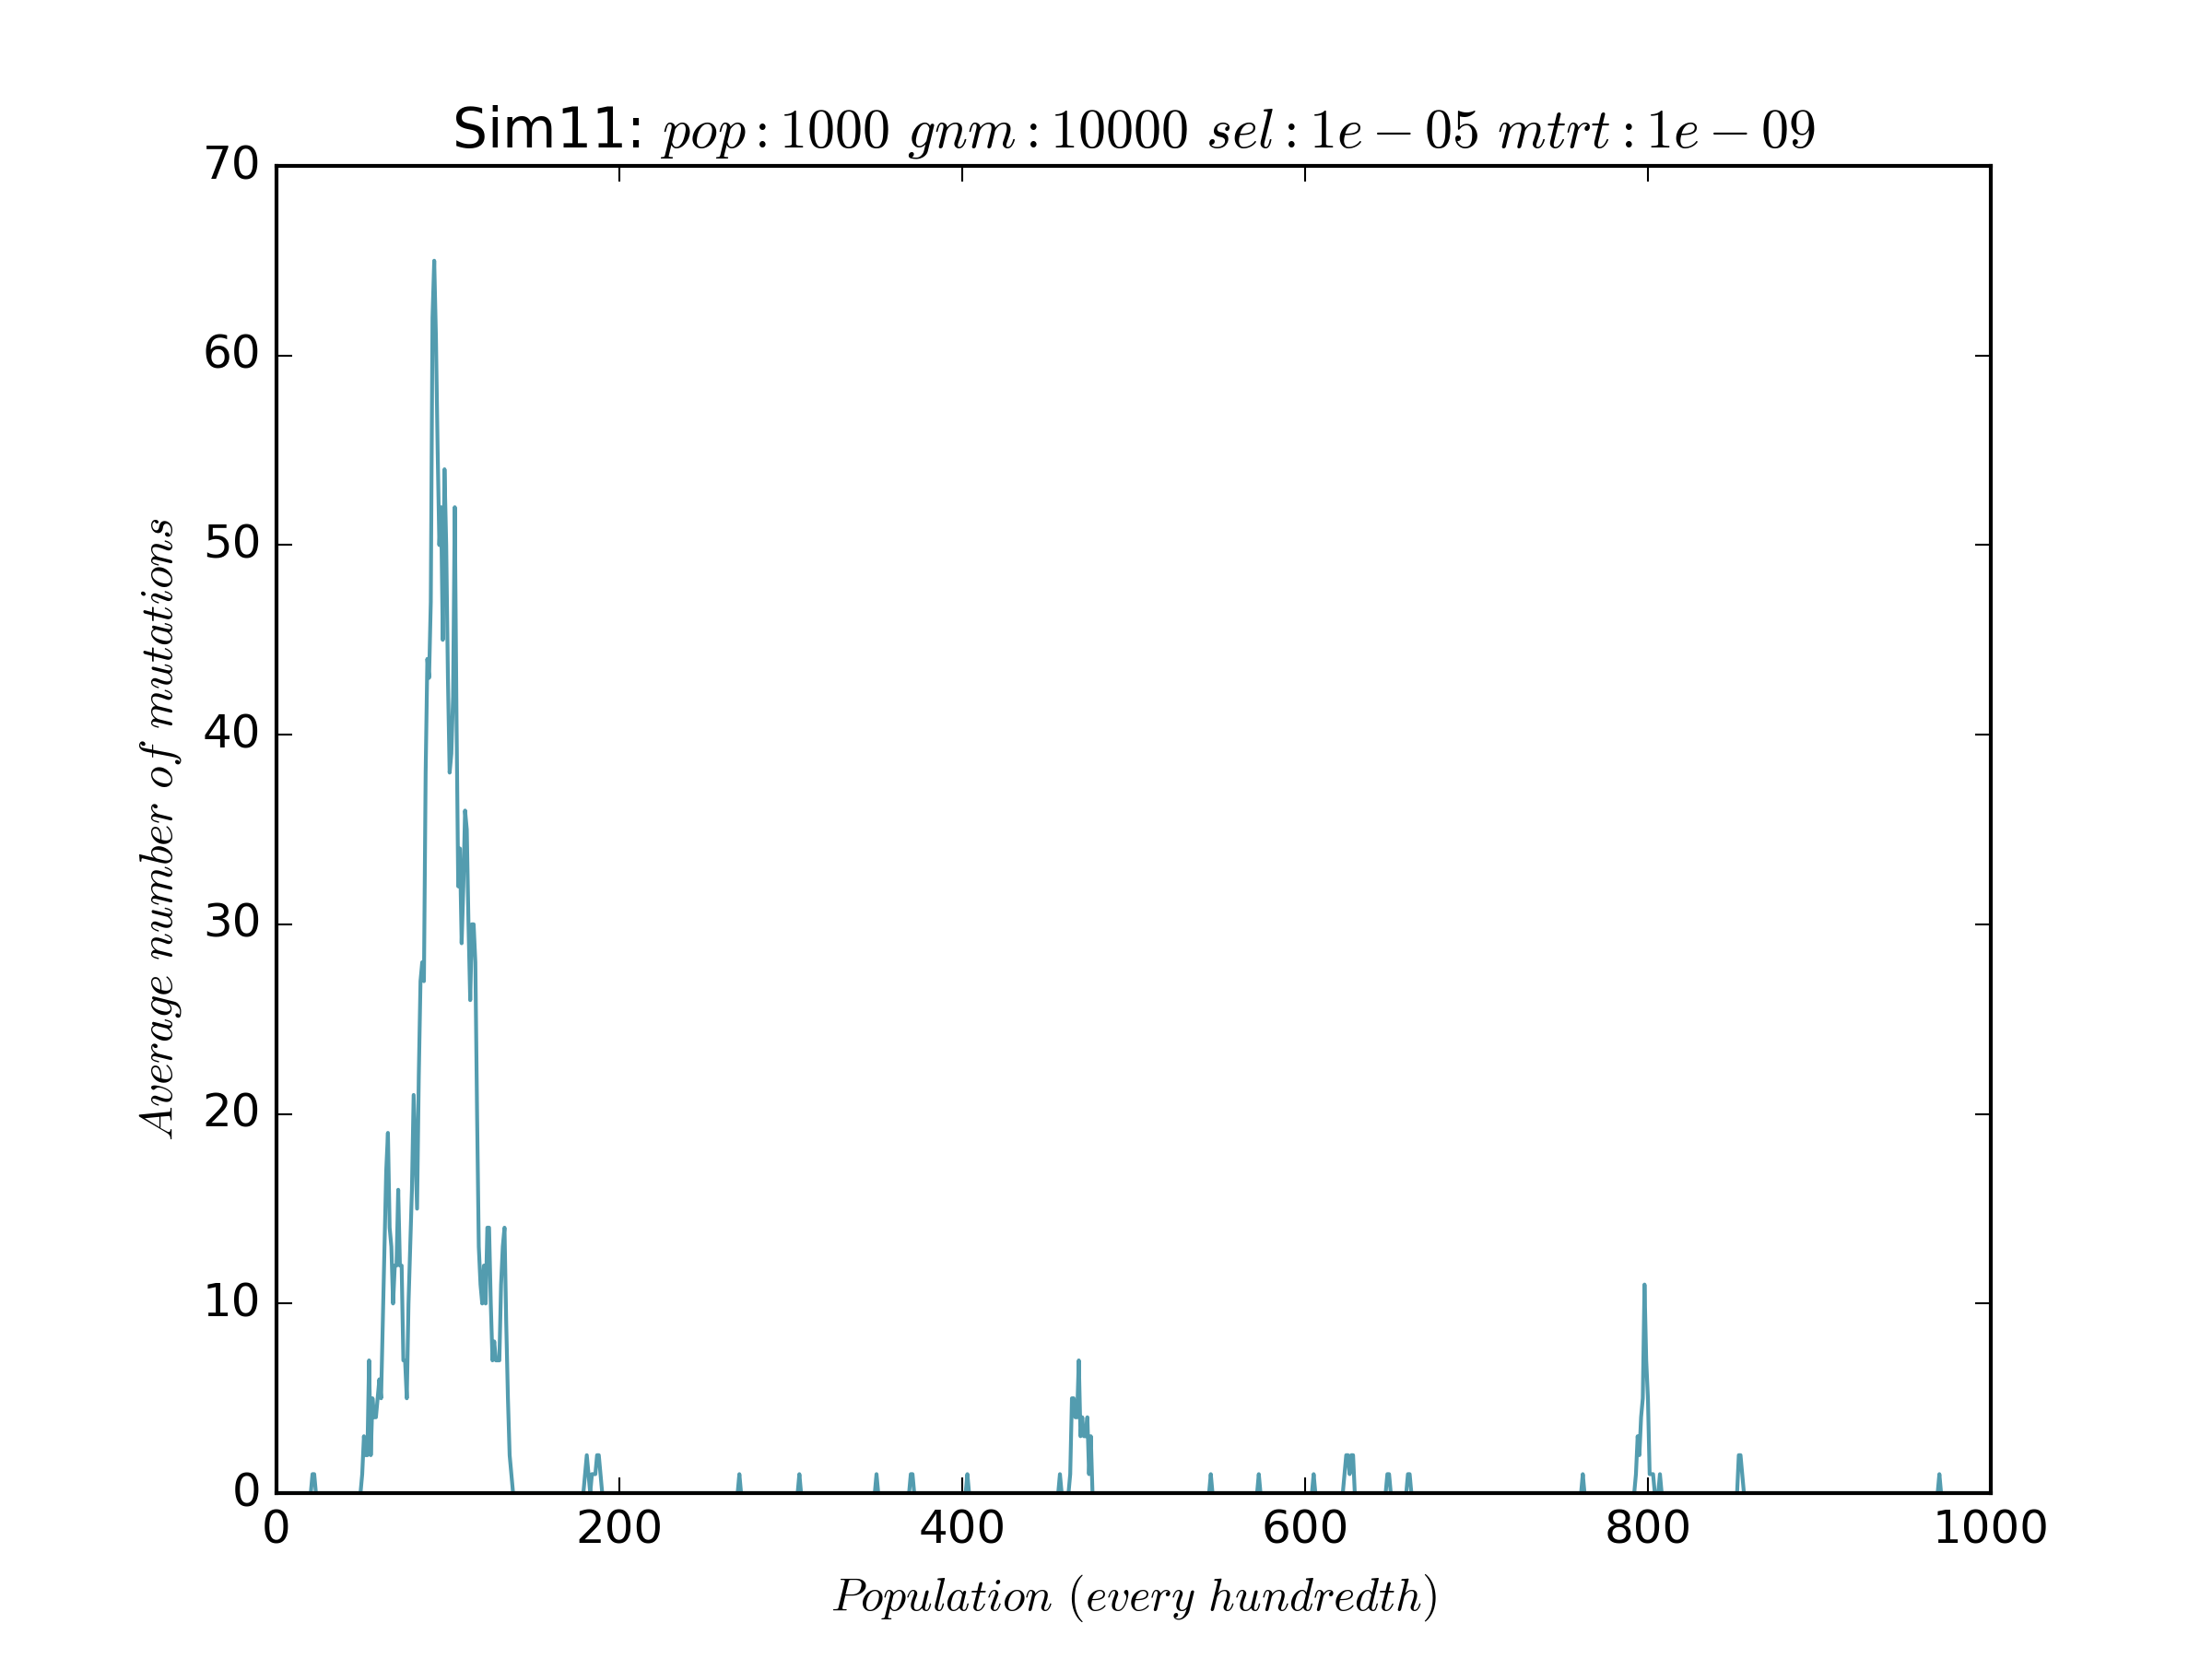 Sim11: pop : 1000 gnm : 10000 sel : 1e − 05 mtrt : 1e − 09
70
60
50
40
30
20
10
0
Average number of mutations
0 200 400 600 800 1000
Population (every hundredth)